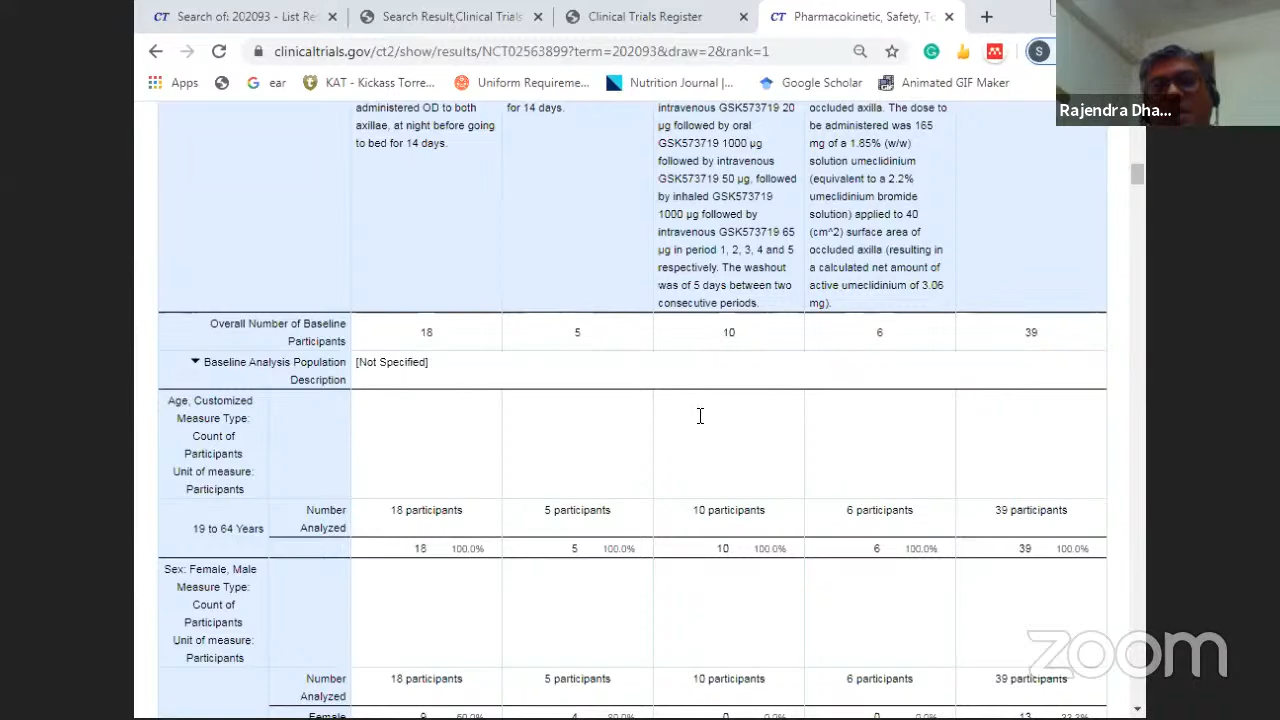 CT Search of: 202093 - List Re
Search Result,Clinical Trials
Clinical Trials Register
CT Pharmacokinetic, Safety, To
clinicaltrials.gov/ct2/show/results/NCT02563899?term=202093&draw=2&rank=1
S
Apps
G ear
KAT - Kickass Torre...
Uniform Requireme...
Nutrition Journal |...
Google Scholar
Animated GIF Maker
Rajendra Dha...
administered OD to both
axillae, at night before going
to bed for 14 days.
for 14 days.
intravenous GSK573719 20
µg followed by oral
GSK573719 1000 µg
followed by intravenous
GSK573719 50 µg, followed
by inhaled GSK573719
1000 µg followed by
intravenous GSK573719 65
µg in period 1, 2, 3, 4 and 5
respectively. The washout
was of 5 days between two
consecutive periods.
occluded axilla. The dose to
be administered was 165
mg of a 1.85% (w/w)
solution umeclidinium
(equivalent to a 2.2%
umeclidinium bromide
solution) applied to 40
(cm^2) surface area of
occluded axilla (resulting in
a calculated net amount of
active umeclidinium of 3.06
mg).
Overall Number of Baseline
Participants
18 5 10 6 39
Baseline Analysis Population
Description
[Not Specified]
Age, Customized
Measure Type:
Count of
Participants
Unit of measure:
Participants
19 to 64 Years
Number
Analyzed
18 participants 5 participants 10 participants 6 participants 39 participants
18 100.0% 5 100.0% 10 100.0% 6 100.0% 39 100.0%
Sex: Female, Male
Measure Type:
Count of
Participants
Unit of measure:
Participants
Number
Analyzed
18 participants 5 participants 10 participants 6 participants 39 participants
Female
zoom